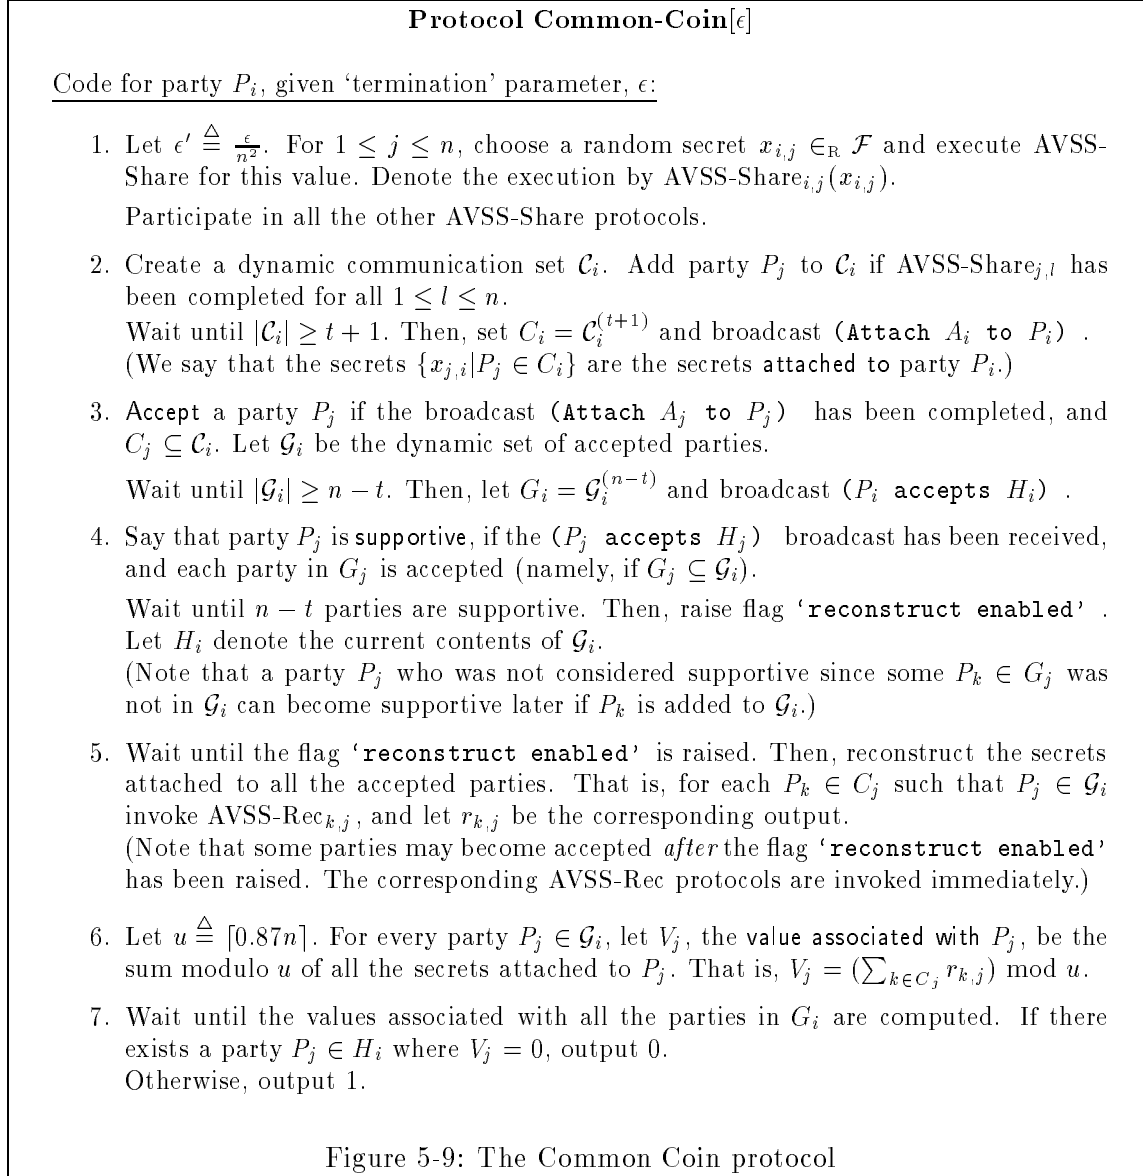 Protocol Common-Coin[ϵ]
Code for party P_i, given ‘termination’ parameter, ϵ:
1. Let ϵ′ ≜ ϵ/n². For 1 ≤ j ≤ n, choose a random secret x_{i,j} ∈_R ℱ and execute AVSS-
Share for this value. Denote the execution by AVSS-Share_{i,j}(x_{i,j}).
Participate in all the other AVSS-Share protocols.
2. Create a dynamic communication set 𝒞_i. Add party P_j to 𝒞_i if AVSS-Share_{j,l} has
been completed for all 1 ≤ l ≤ n.
Wait until |𝒞_i| ≥ t + 1. Then, set C_i = 𝒞_i^{(t+1)} and broadcast (Attach A_i to P_i) .
(We say that the secrets {x_{j,i}|P_j ∈ C_i} are the secrets attached to party P_i.)
3. Accept a party P_j if the broadcast (Attach A_j to P_j) has been completed, and
C_j ⊆ 𝒞_i. Let 𝒢_i be the dynamic set of accepted parties.
Wait until |𝒢_i| ≥ n − t. Then, let G_i = 𝒢_i^{(n−t)} and broadcast (P_i accepts H_i) .
4. Say that party P_j is supportive, if the (P_j accepts H_j) broadcast has been received,
and each party in G_j is accepted (namely, if G_j ⊆ 𝒢_i).
Wait until n − t parties are supportive. Then, raise flag ‘reconstruct enabled’ .
Let H_i denote the current contents of 𝒢_i.
(Note that a party P_j who was not considered supportive since some P_k ∈ G_j was
not in 𝒢_i can become supportive later if P_k is added to 𝒢_i.)
5. Wait until the flag ‘reconstruct enabled’ is raised. Then, reconstruct the secrets
attached to all the accepted parties. That is, for each P_k ∈ C_j such that P_j ∈ 𝒢_i
invoke AVSS-Rec_{k,j}, and let r_{k,j} be the corresponding output.
(Note that some parties may become accepted after the flag ‘reconstruct enabled’
has been raised. The corresponding AVSS-Rec protocols are invoked immediately.)
6. Let u ≜ ⌈0.87n⌉. For every party P_j ∈ 𝒢_i, let V_j, the value associated with P_j, be the
sum modulo u of all the secrets attached to P_j. That is, V_j = (∑_{k∈C_j} r_{k,j}) mod u.
7. Wait until the values associated with all the parties in G_i are computed. If there
exists a party P_j ∈ H_i where V_j = 0, output 0.
Otherwise, output 1.
Figure 5-9: The Common Coin protocol